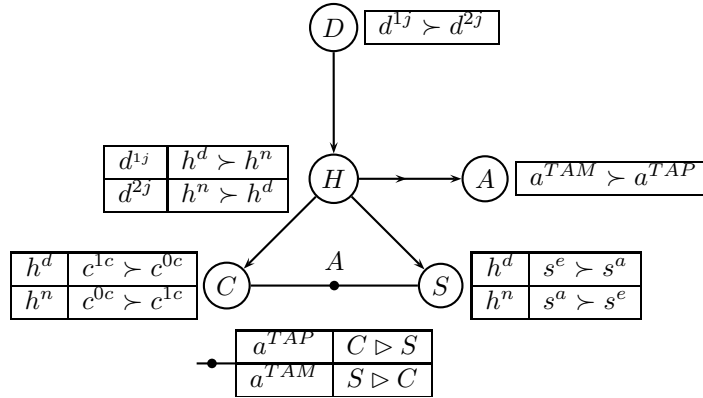 D d^{1j} ≻ d^{2j}
d^{1j} h^d ≻ h^n H A a^{TAM} ≻ a^{TAP}
d^{2j} h^n ≻ h^d
A
h^d c^{1c} ≻ c^{0c} C S h^d s^e ≻ s^a
h^n c^{0c} ≻ c^{1c} h^n s^a ≻ s^e
a^{TAP} C ▷ S
a^{TAM} S ▷ C